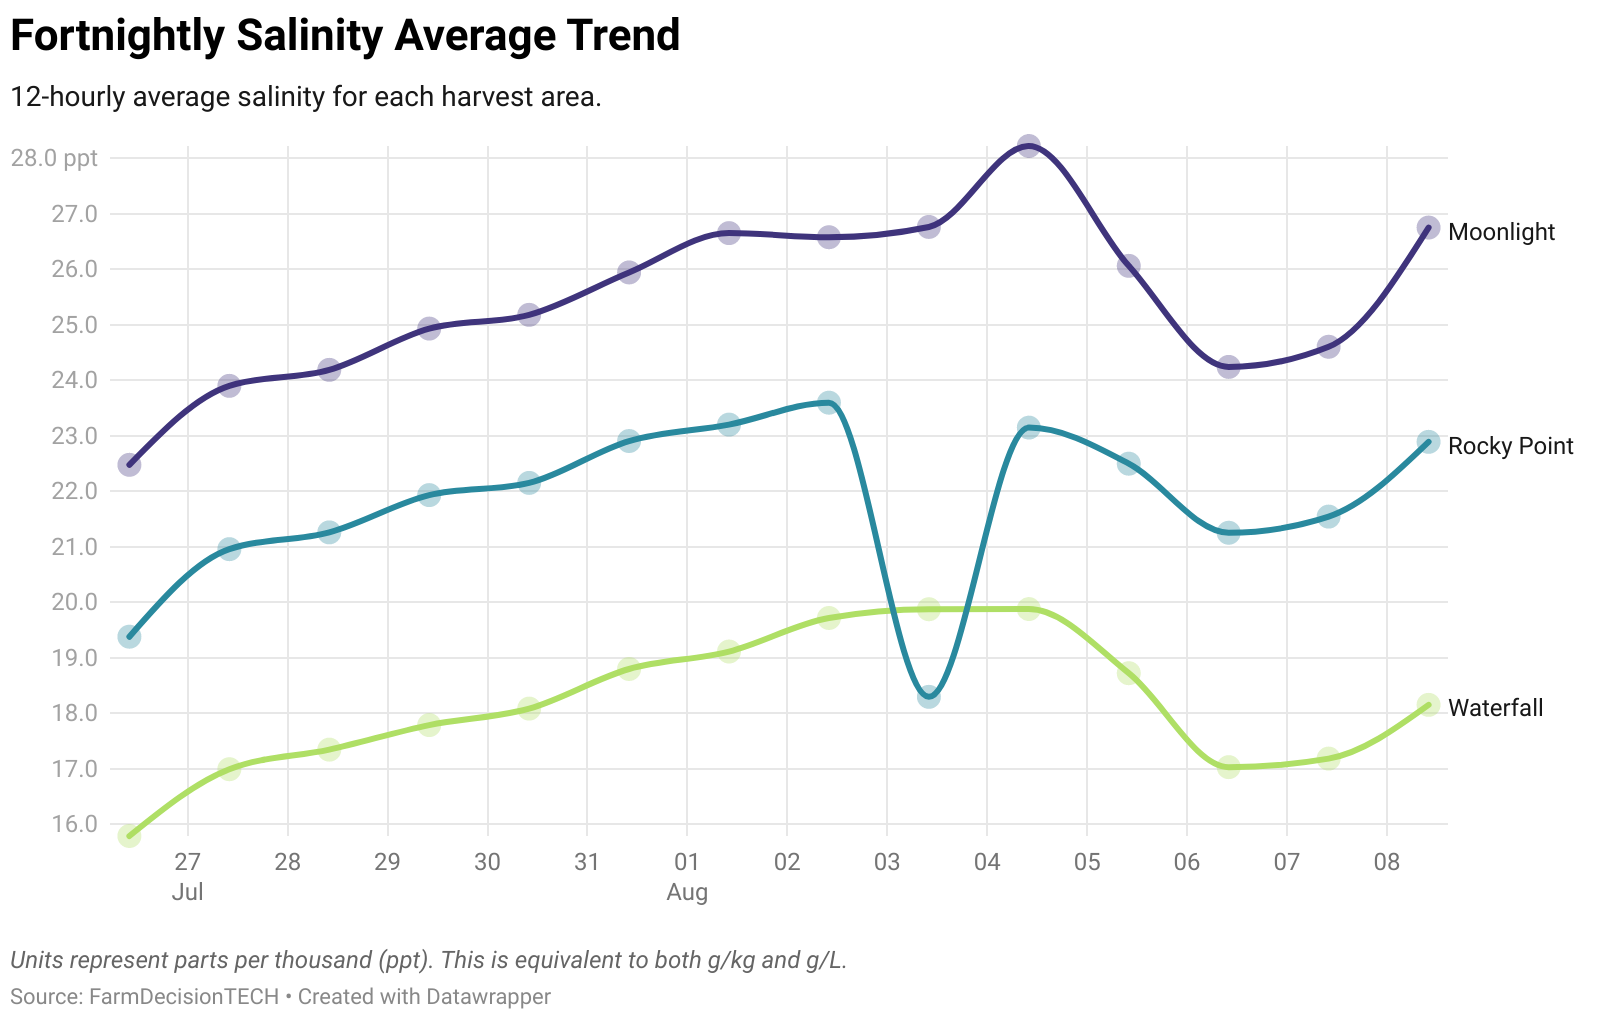 Fortnightly Salinity Average Trend
12-hourly average salinity for each harvest area.
28.0 ppt
27.0
Moonlight
26.0
25.0
24.0
23.0
Rocky Point
22.0
21.0
20.0
19.0
18.0
Waterfall
17.0
16.0
27 28 29 30 31 01 02 03 04 05 06 07 08
Jul Aug
Units represent parts per thousand (ppt). This is equivalent to both g/kg and g/L.
Source: FarmDecisionTECH • Created with Datawrapper